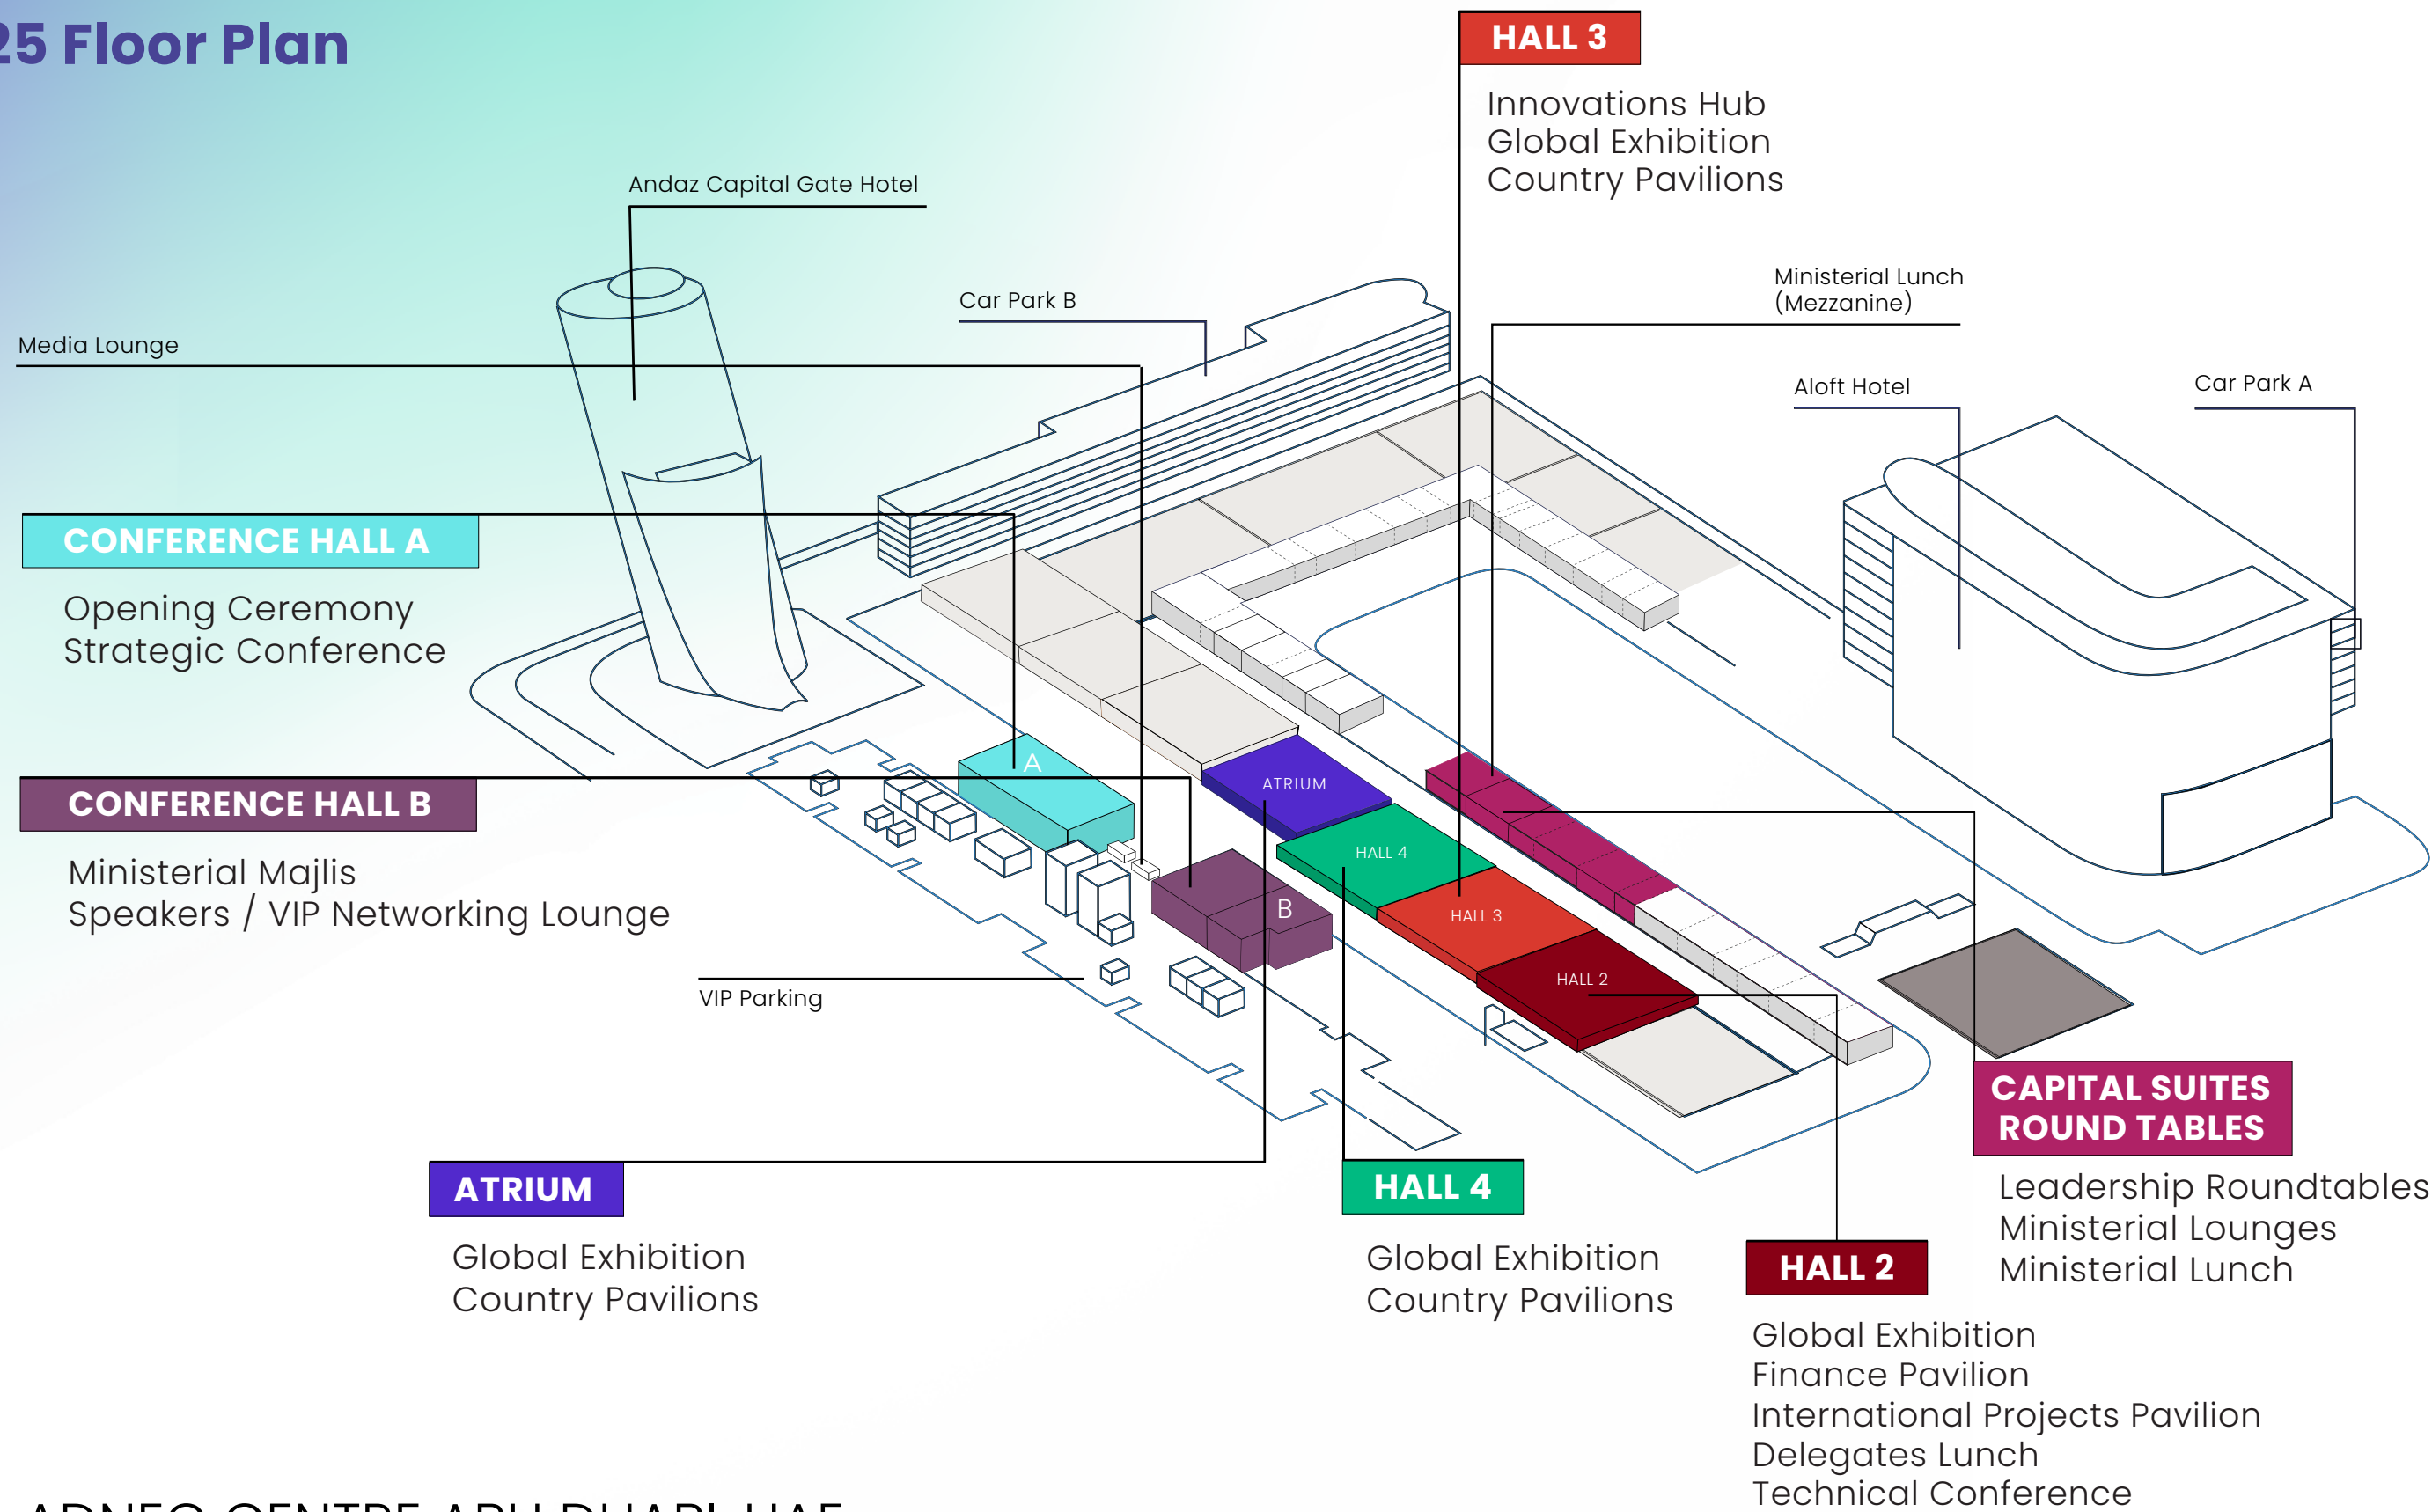 25 Floor Plan
HALL 3
Innovations Hub
Global Exhibition
Country Pavilions
Andaz Capital Gate Hotel
Ministerial Lunch
(Mezzanine)
Car Park B
Media Lounge
Aloft Hotel
Car Park A
CONFERENCE HALL A
Opening Ceremony
Strategic Conference
A
ATRIUM
CONFERENCE HALL B
Ministerial Majlis
Speakers / VIP Networking Lounge
HALL 4
B
HALL 3
HALL 2
VIP Parking
CAPITAL SUITES
ROUND TABLES
Leadership Roundtables
Ministerial Lounges
Ministerial Lunch
ATRIUM
Global Exhibition
Country Pavilions
HALL 4
Global Exhibition
Country Pavilions
HALL 2
Global Exhibition
Finance Pavilion
International Projects Pavilion
Delegates Lunch
Technical Conference
CENTRE ABU DHABI, UAE